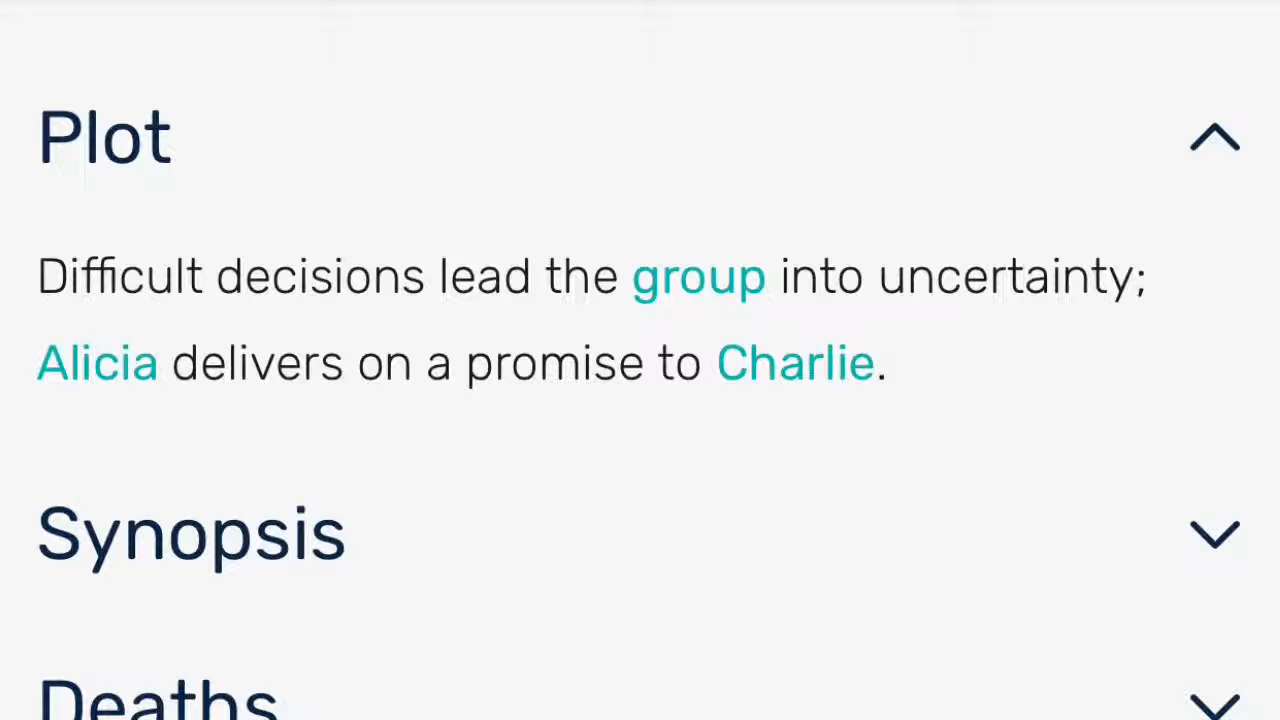 Plot
Difficult decisions lead the group into uncertainty;
Alicia delivers on a promise to Charlie.
Synopsis
Deaths